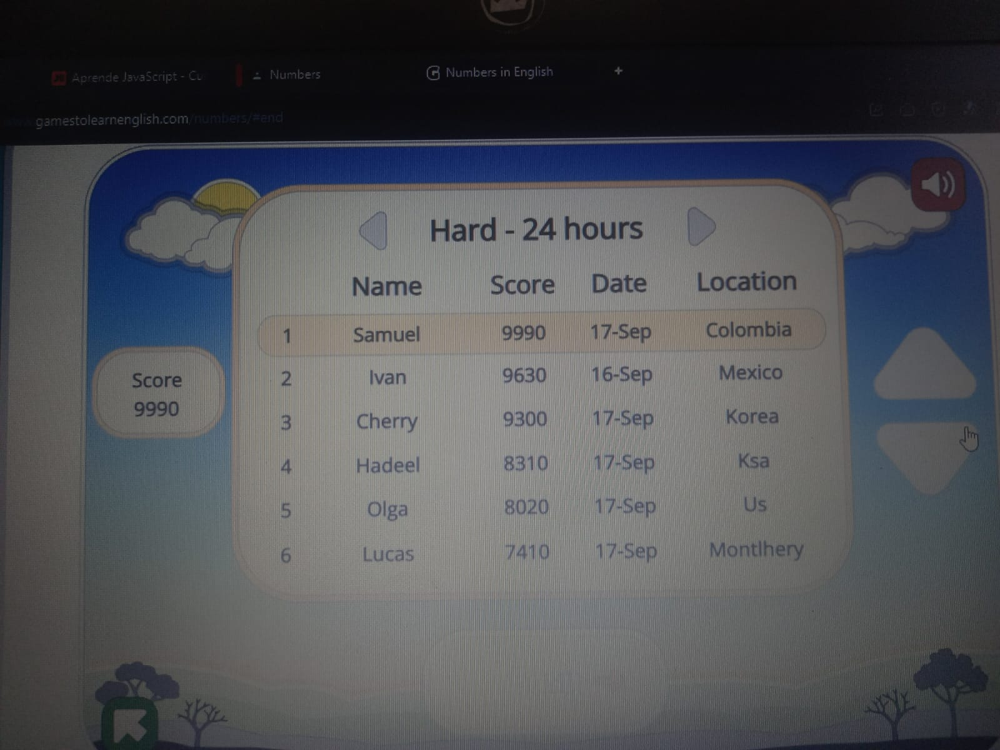 Aprende JavaScript - Cu
Numbers
Numbers in English
+
gamestolearnenglish.com/numbers/#end
Hard - 24 hours
Name Score Date Location
1 Samuel 9990 17-Sep Colombia
2 Ivan 9630 16-Sep Mexico
3 Cherry 9300 17-Sep Korea
4 Hadeel 8310 17-Sep Ksa
5 Olga 8020 17-Sep Us
6 Lucas 7410 17-Sep Montlhery
Score
9990